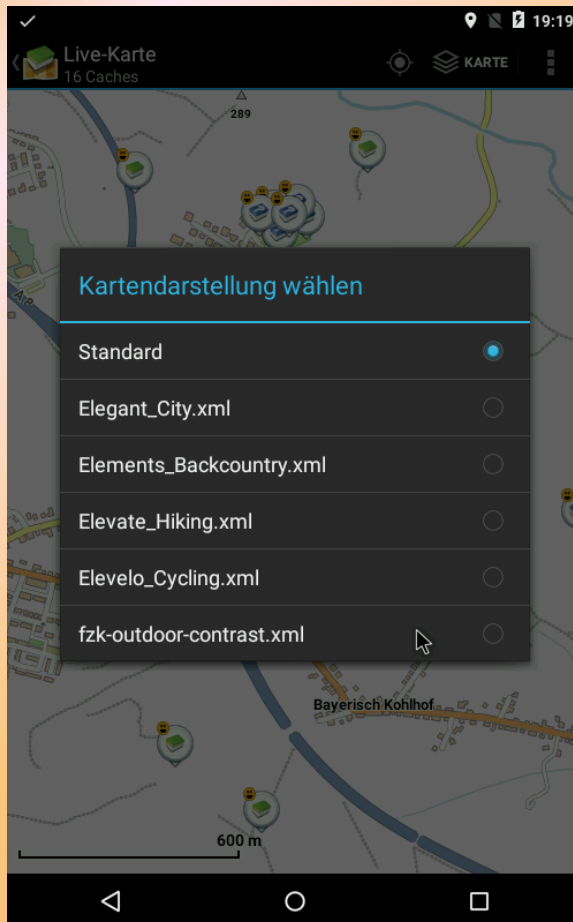 19:19
Live-Karte
16 Caches
KARTE
289
Kartendarstellung wählen
Standard
Elegant_City.xml
Elements_Backcountry.xml
Elevate_Hiking.xml
Elevelo_Cycling.xml
fzk-outdoor-contrast.xml
Bayerisch Kohlhof
600 m